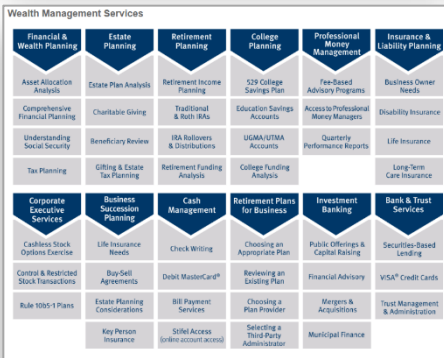 Wealth Management Services
Financial &
Wealth Planning
Asset Allocation
Analysis
Comprehensive
Financial Planning
Understanding
Social Security
Tax Planning
Estate
Planning
Estate Plan Analysis
Charitable Giving
Beneficiary Review
Gifting & Estate
Tax Planning
Retirement
Planning
Retirement Income
Planning
Traditional
& Roth IRAs
IRA Rollovers
& Distributions
Retirement Funding
Analysis
College
Planning
529 College
Savings Plan
Education Savings
Accounts
UGMA/UTMA
Accounts
College Funding
Analysis
Professional
Money
Management
Fee-Based
Advisory Programs
Access to Professional
Money Managers
Quarterly
Performance Reports
Insurance &
Liability Planning
Business Owner
Needs
Disability Insurance
Life Insurance
Long-Term
Care Insurance
Corporate
Executive
Services
Cashless Stock
Options Exercise
Control & Restricted
Stock Transactions
Rule 10b5-1 Plans
Business
Succession
Planning
Life Insurance
Needs
Buy-Sell
Agreements
Estate Planning
Considerations
Key Person
Insurance
Cash
Management
Check Writing
Debit MasterCard®
Bill Payment
Services
Stifel Access
(online account access)
Retirement Plans
for Business
Choosing an
Appropriate Plan
Reviewing an
Existing Plan
Choosing a
Plan Provider
Selecting a
Third-Party
Administrator
Investment
Banking
Public Offerings &
Capital Raising
Financial Advisory
Mergers &
Acquisitions
Municipal Finance
Bank & Trust
Services
Securities-Based
Lending
VISA® Credit Cards
Trust Management
& Administration